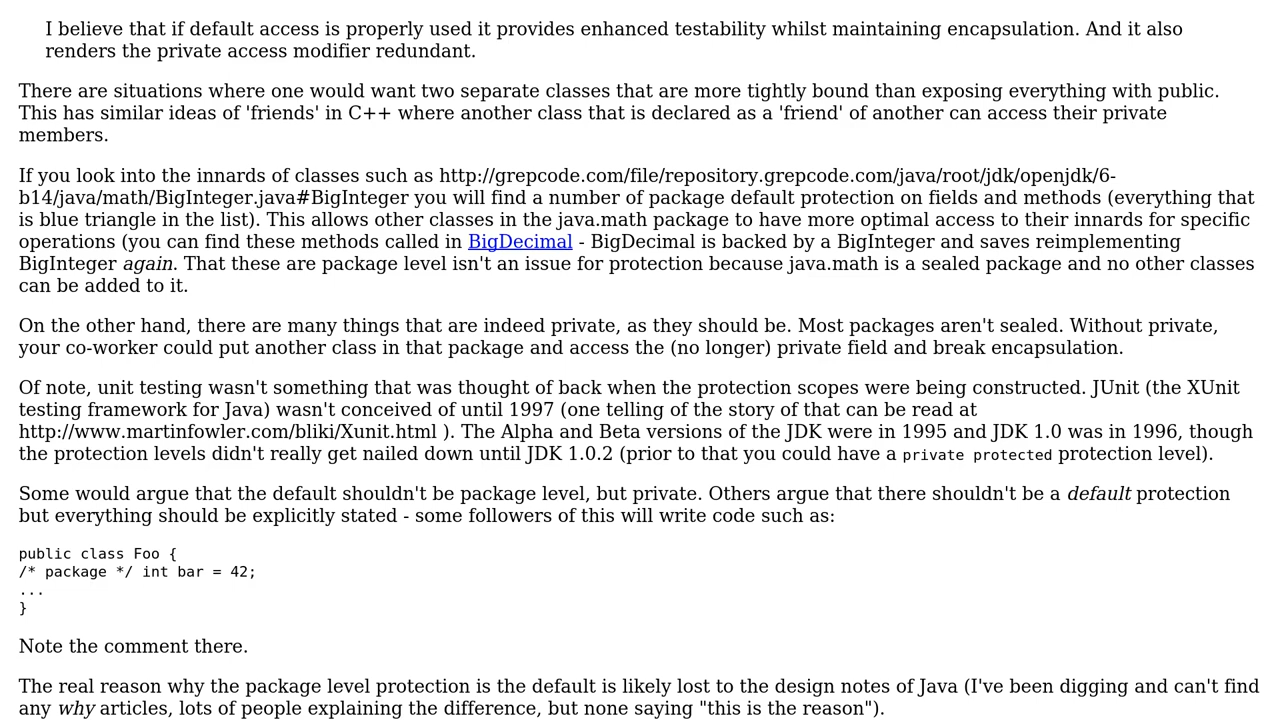 I believe that if default access is properly used it provides enhanced testability whilst maintaining encapsulation. And it also
renders the private access modifier redundant.
There are situations where one would want two separate classes that are more tightly bound than exposing everything with public.
This has similar ideas of 'friends' in C++ where another class that is declared as a 'friend' of another can access their private
members.
If you look into the innards of classes such as http://grepcode.com/file/repository.grepcode.com/java/root/jdk/openjdk/6-
b14/java/math/BigInteger.java#BigInteger you will find a number of package default protection on fields and methods (everything that
is blue triangle in the list). This allows other classes in the java.math package to have more optimal access to their innards for specific
operations (you can find these methods called in BigDecimal - BigDecimal is backed by a BigInteger and saves reimplementing
BigInteger again. That these are package level isn't an issue for protection because java.math is a sealed package and no other classes
can be added to it.
On the other hand, there are many things that are indeed private, as they should be. Most packages aren't sealed. Without private,
your co-worker could put another class in that package and access the (no longer) private field and break encapsulation.
Of note, unit testing wasn't something that was thought of back when the protection scopes were being constructed. JUnit (the XUnit
testing framework for Java) wasn't conceived of until 1997 (one telling of the story of that can be read at
http://www.martinfowler.com/bliki/Xunit.html ). The Alpha and Beta versions of the JDK were in 1995 and JDK 1.0 was in 1996, though
the protection levels didn't really get nailed down until JDK 1.0.2 (prior to that you could have a private protected protection level).
Some would argue that the default shouldn't be package level, but private. Others argue that there shouldn't be a default protection
but everything should be explicitly stated - some followers of this will write code such as:
public class Foo {
/* package */ int bar = 42;
...
}
Note the comment there.
The real reason why the package level protection is the default is likely lost to the design notes of Java (I've been digging and can't find
any why articles, lots of people explaining the difference, but none saying "this is the reason").